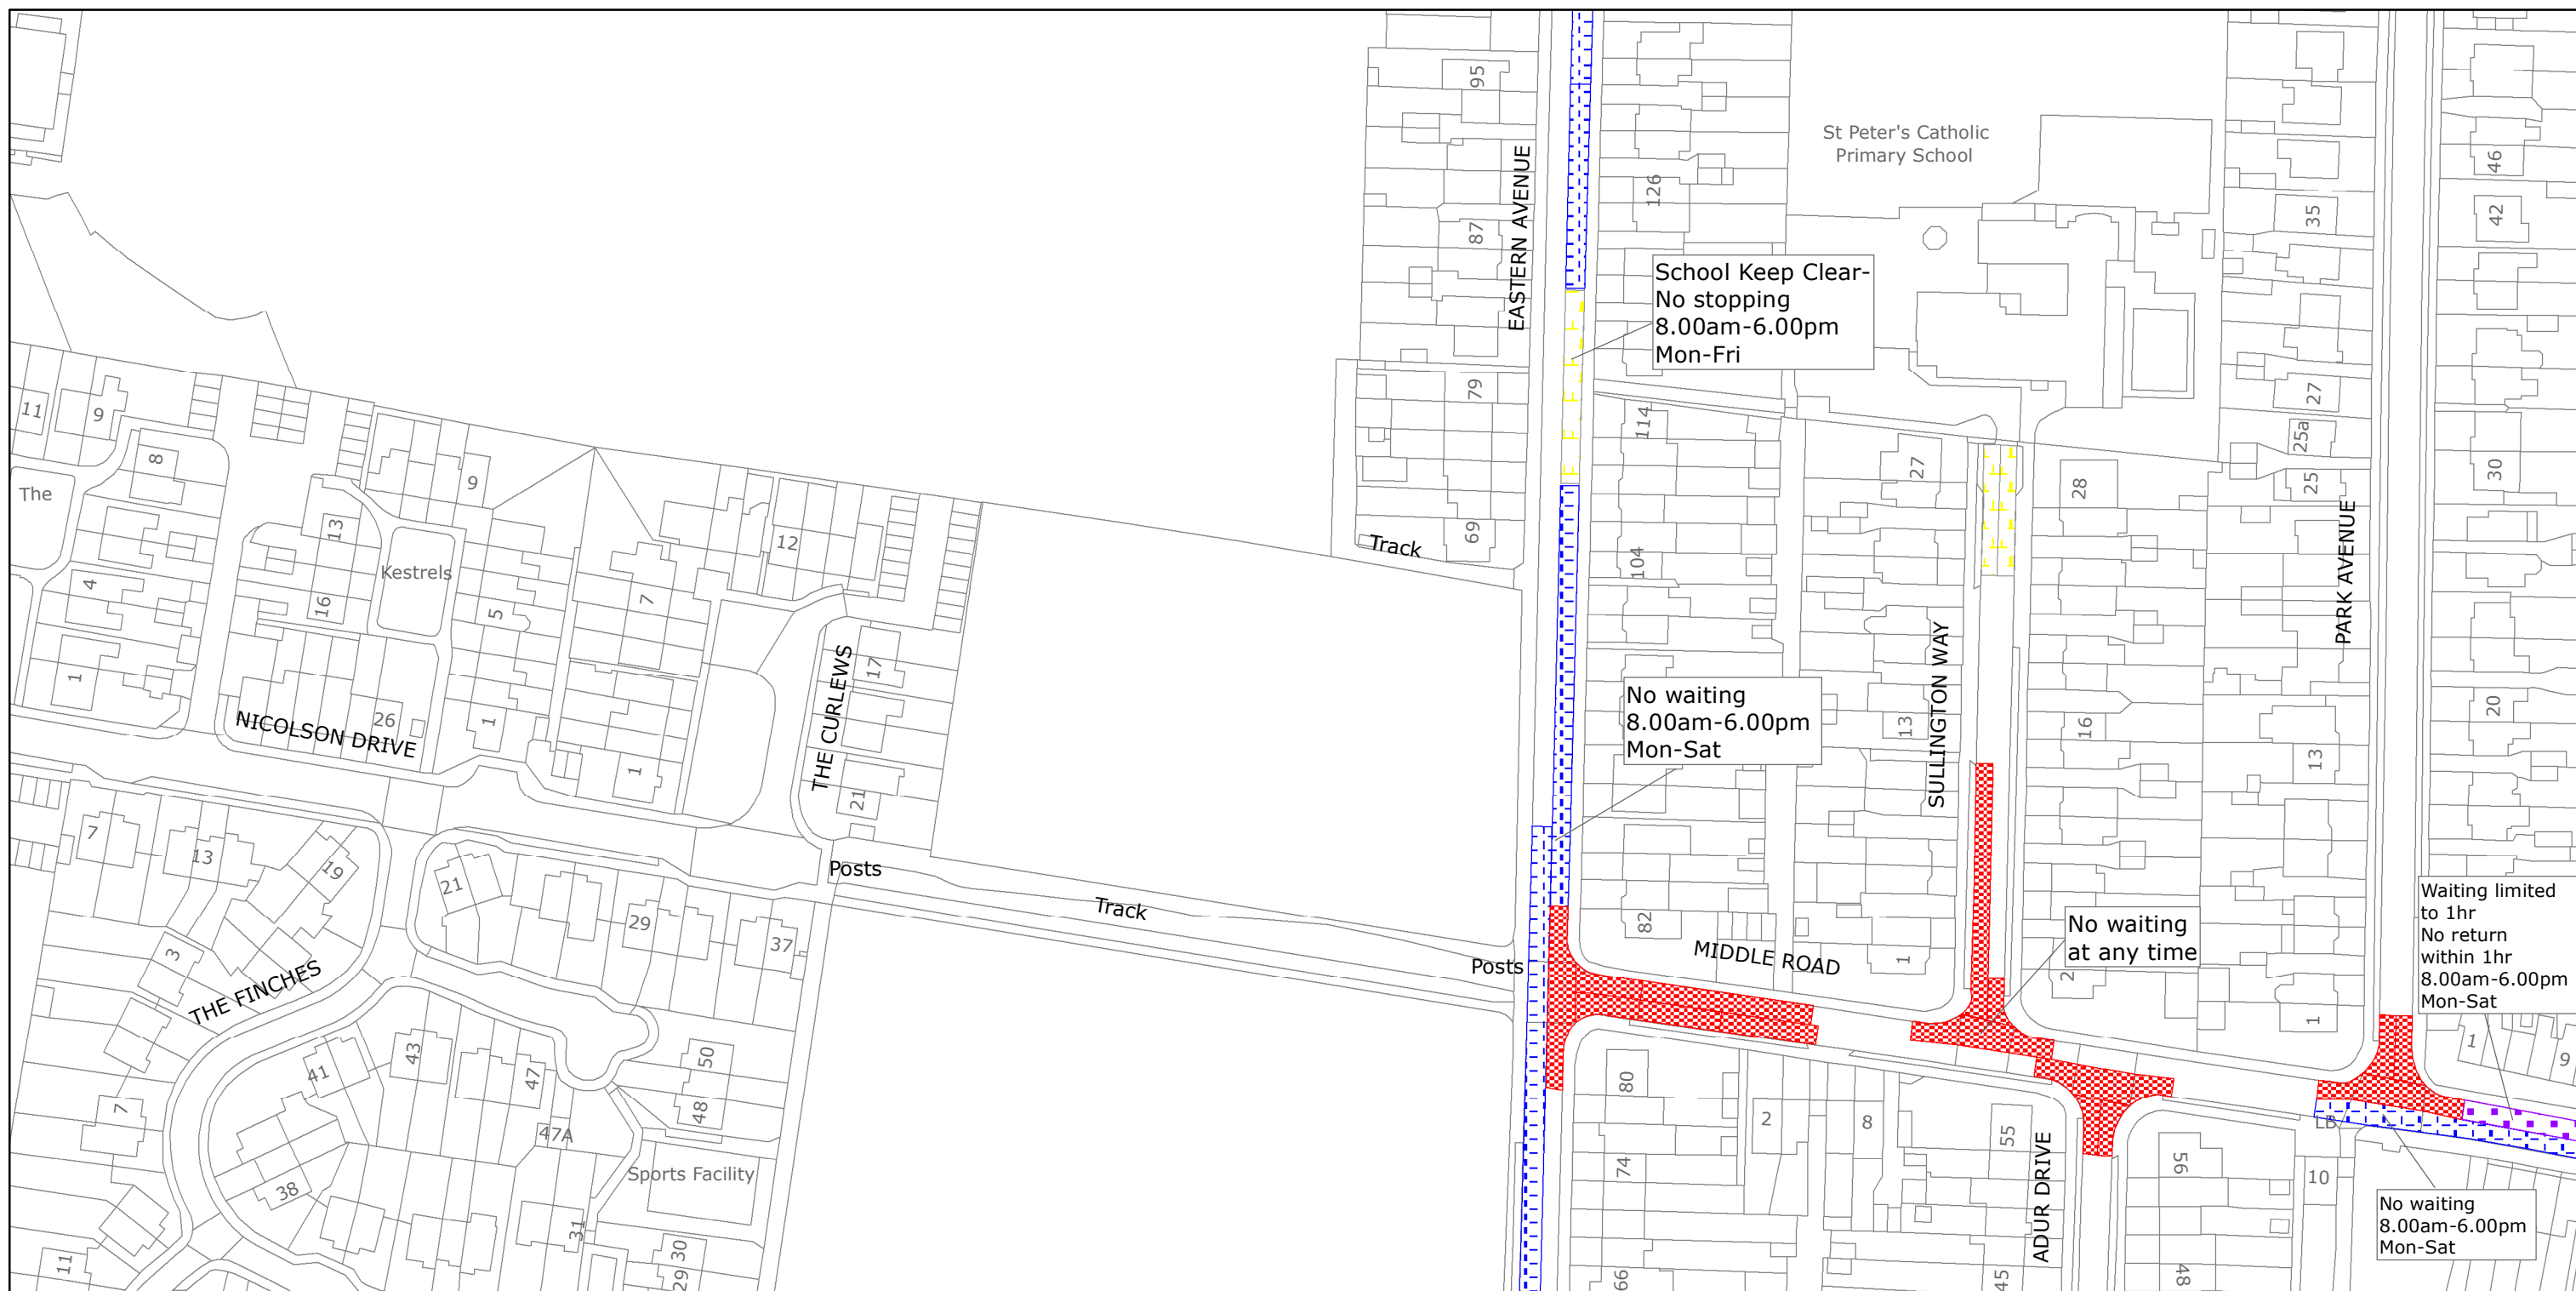 95
EASTERN AVENUE
126
87
79
69
Track
114
104
82
St Peter's Catholic
Primary School
School Keep Clear-
No stopping
8.00am-6.00pm
Mon-Fri
46
42
35
27
25a
25
30
20
13
1
PARK AVENUE
27
28
SULLINGTON WAY
13
16
1
2
No waiting
8.00am-6.00pm
Mon-Sat
MIDDLE ROAD
No waiting
at any time
Waiting limited
to 1hr
No return
within 1hr
8.00am-6.00pm
Mon-Sat
1
9
11
9
8
The
4
1
13
16
Kestrels
9
5
1
26
NICOLSON DRIVE
7
1
12
THE CURLEWS
17
21
Posts
Track
Posts
7
13
19
3
THE FINCHES
21
29
37
7
11
41
43
47
47A
38
31
50
48
Sports Facility
30
29
80
74
66
2
8
55
45
ADUR DRIVE
56
48
LB
10
No waiting
8.00am-6.00pm
Mon-Sat